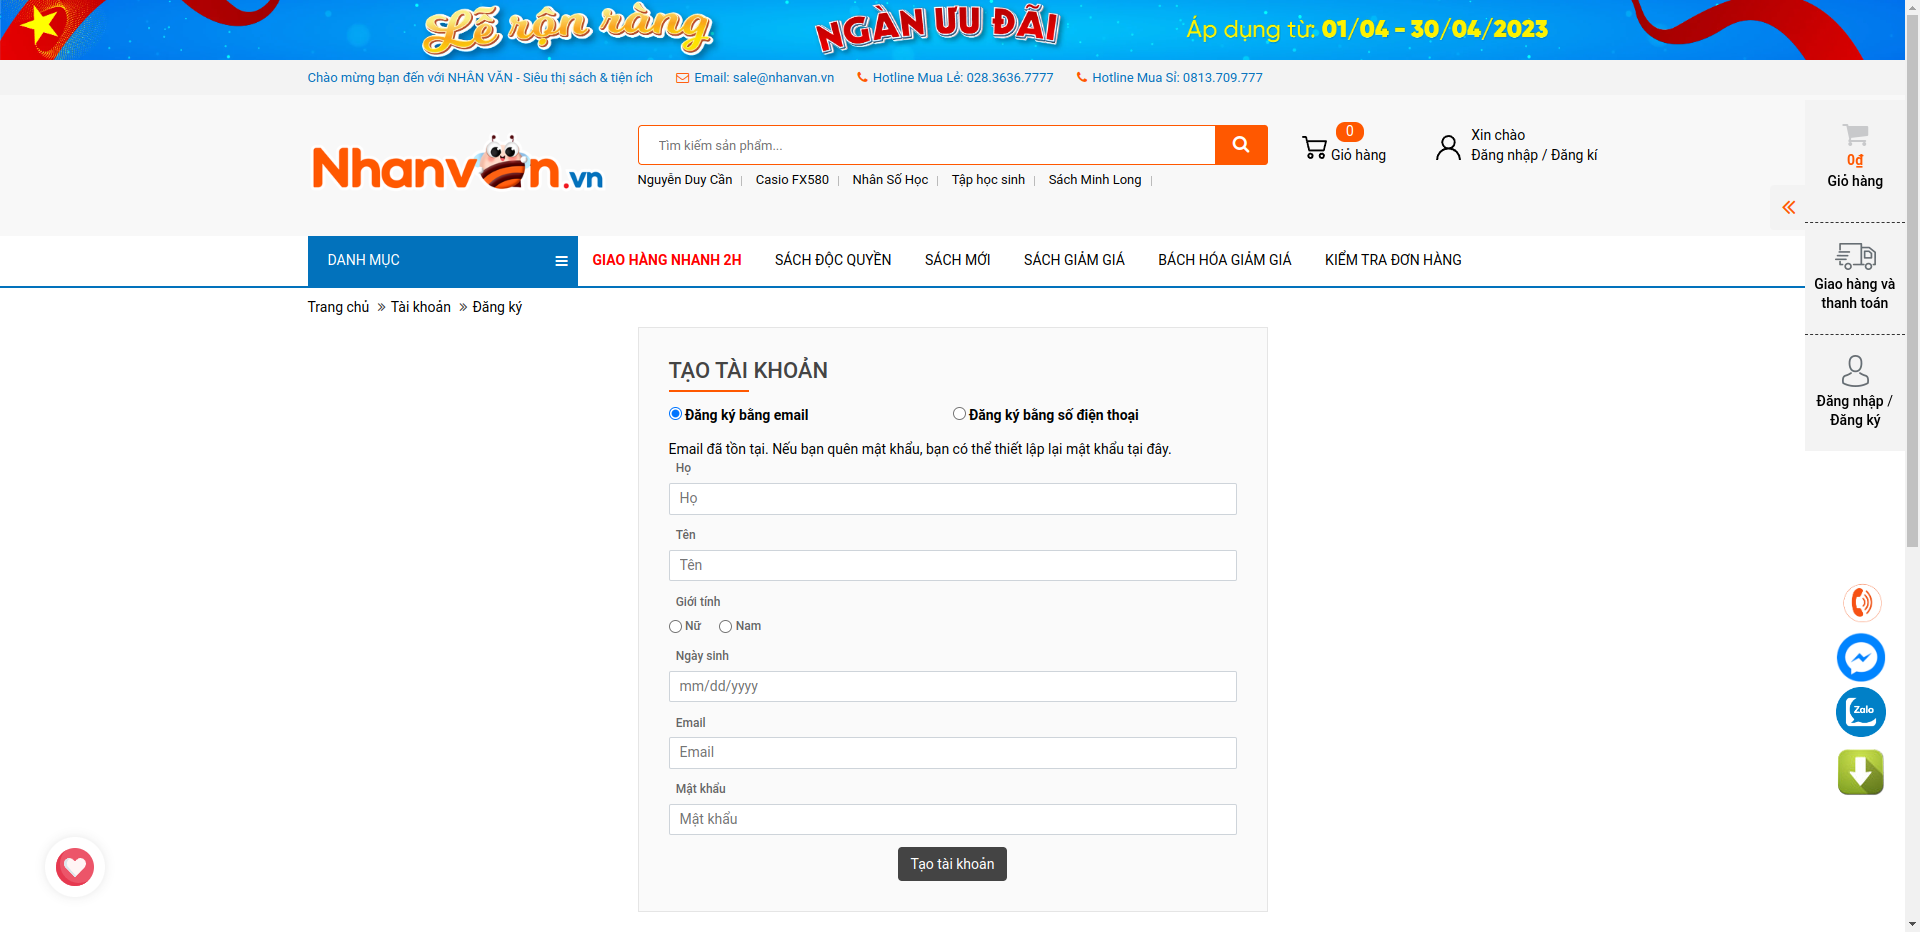 Lễ rộn ràng NGÀN ƯU ĐÃI Áp dụng từ: 01/04 - 30/04/2023
Chào mừng bạn đến với NHÂN VĂN - Siêu thị sách & tiện ích Email: sale@nhanvan.vn Hotline Mua Lẻ: 028.3636.7777 Hotline Mua Sỉ: 0813.709.777
Nhanvan.vn
Tìm kiếm sản phẩm...
Nguyễn Duy Cần Casio FX580 Nhân Số Học Tập học sinh Sách Minh Long
0
Giỏ hàng
Xin chào
Đăng nhập / Đăng kí
0₫
Giỏ hàng
Giao hàng và
thanh toán
Đăng nhập /
Đăng ký
DANH MỤC GIAO HÀNG NHANH 2H SÁCH ĐỘC QUYỀN SÁCH MỚI SÁCH GIẢM GIÁ BÁCH HÓA GIẢM GIÁ KIỂM TRA ĐƠN HÀNG
Trang chủ » Tài khoản » Đăng ký
TẠO TÀI KHOẢN
Đăng ký bằng email Đăng ký bằng số điện thoại
Email đã tồn tại. Nếu bạn quên mật khẩu, bạn có thể thiết lập lại mật khẩu tại đây.
Họ
Họ
Tên
Tên
Giới tính
Nữ Nam
Ngày sinh
mm/dd/yyyy
Email
Email
Mật khẩu
Mật khẩu
Tạo tài khoản
Zalo